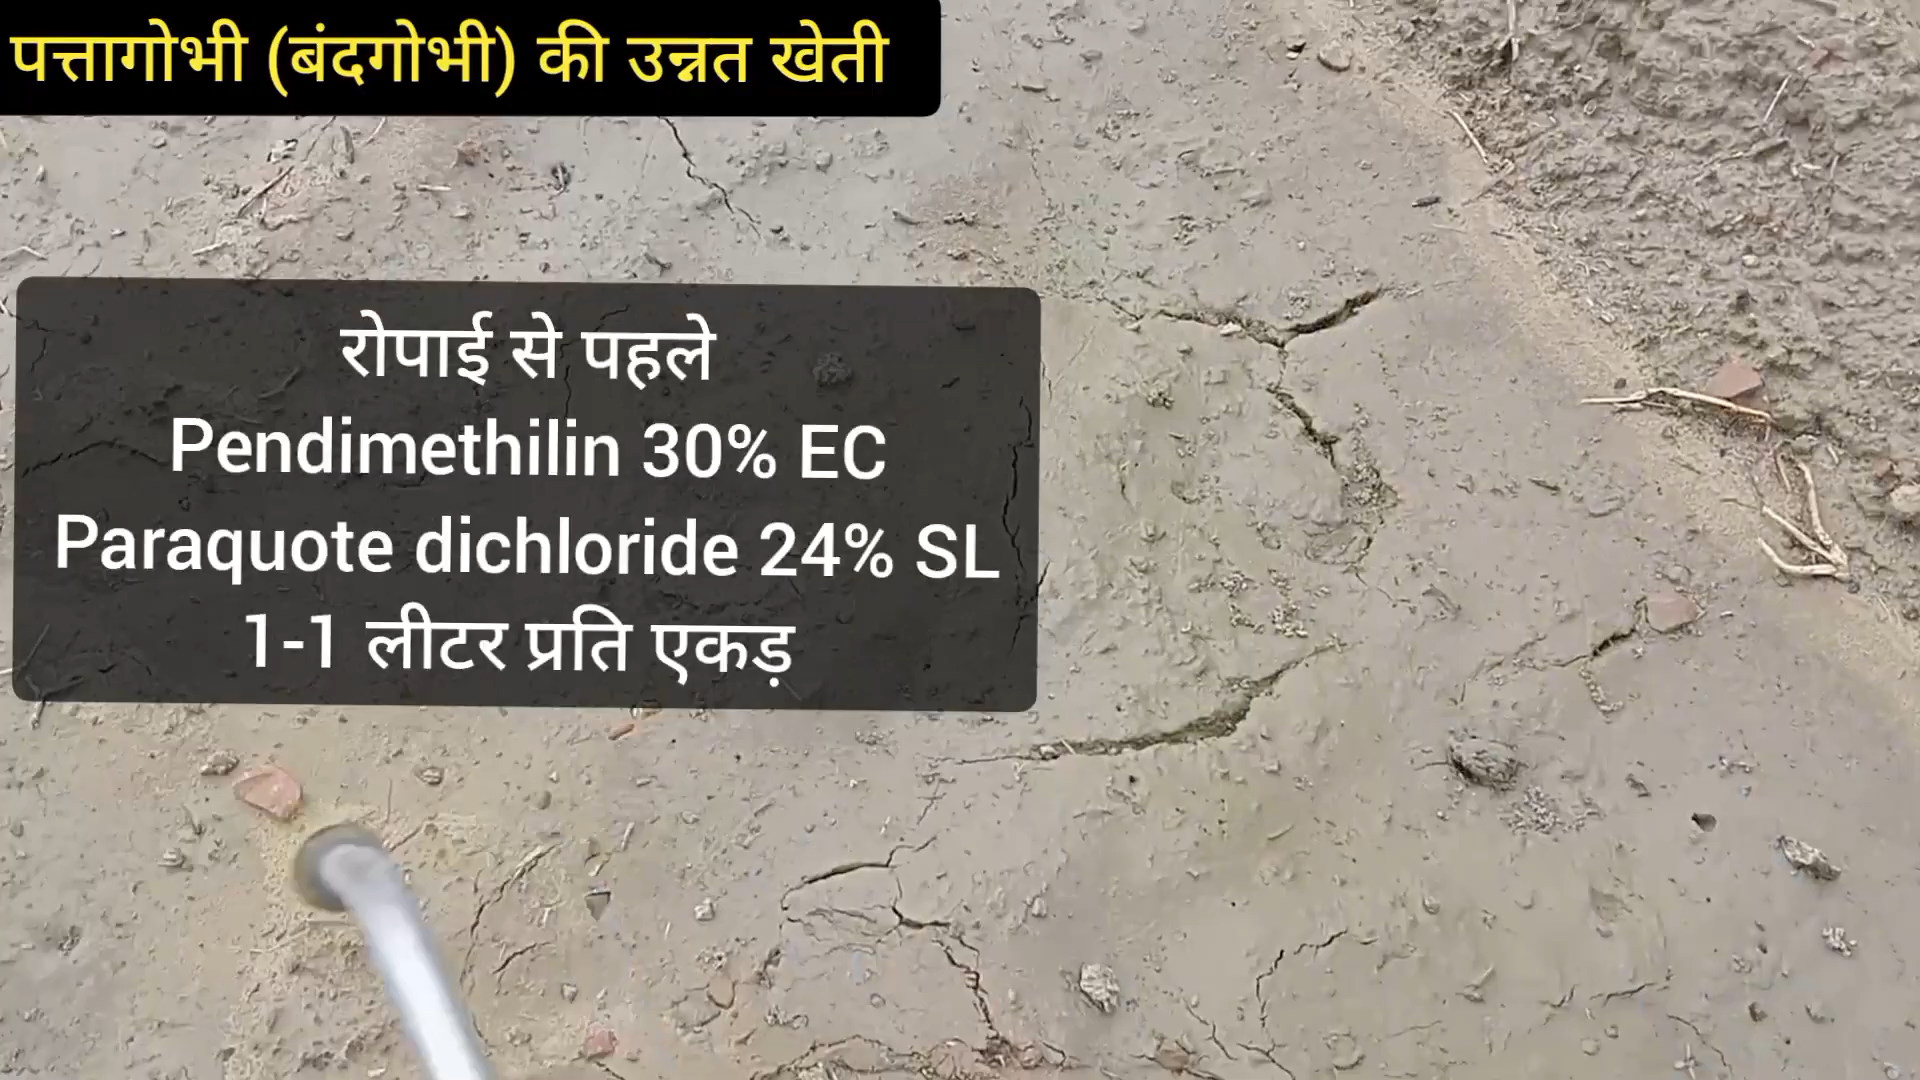 पत्तागोभी (बंदगोभी) की उन्नत खेती
रोपाई से पहले
Pendimethilin 30% EC
Paraquote dichloride 24% SL
1-1 लीटर प्रति एकड़